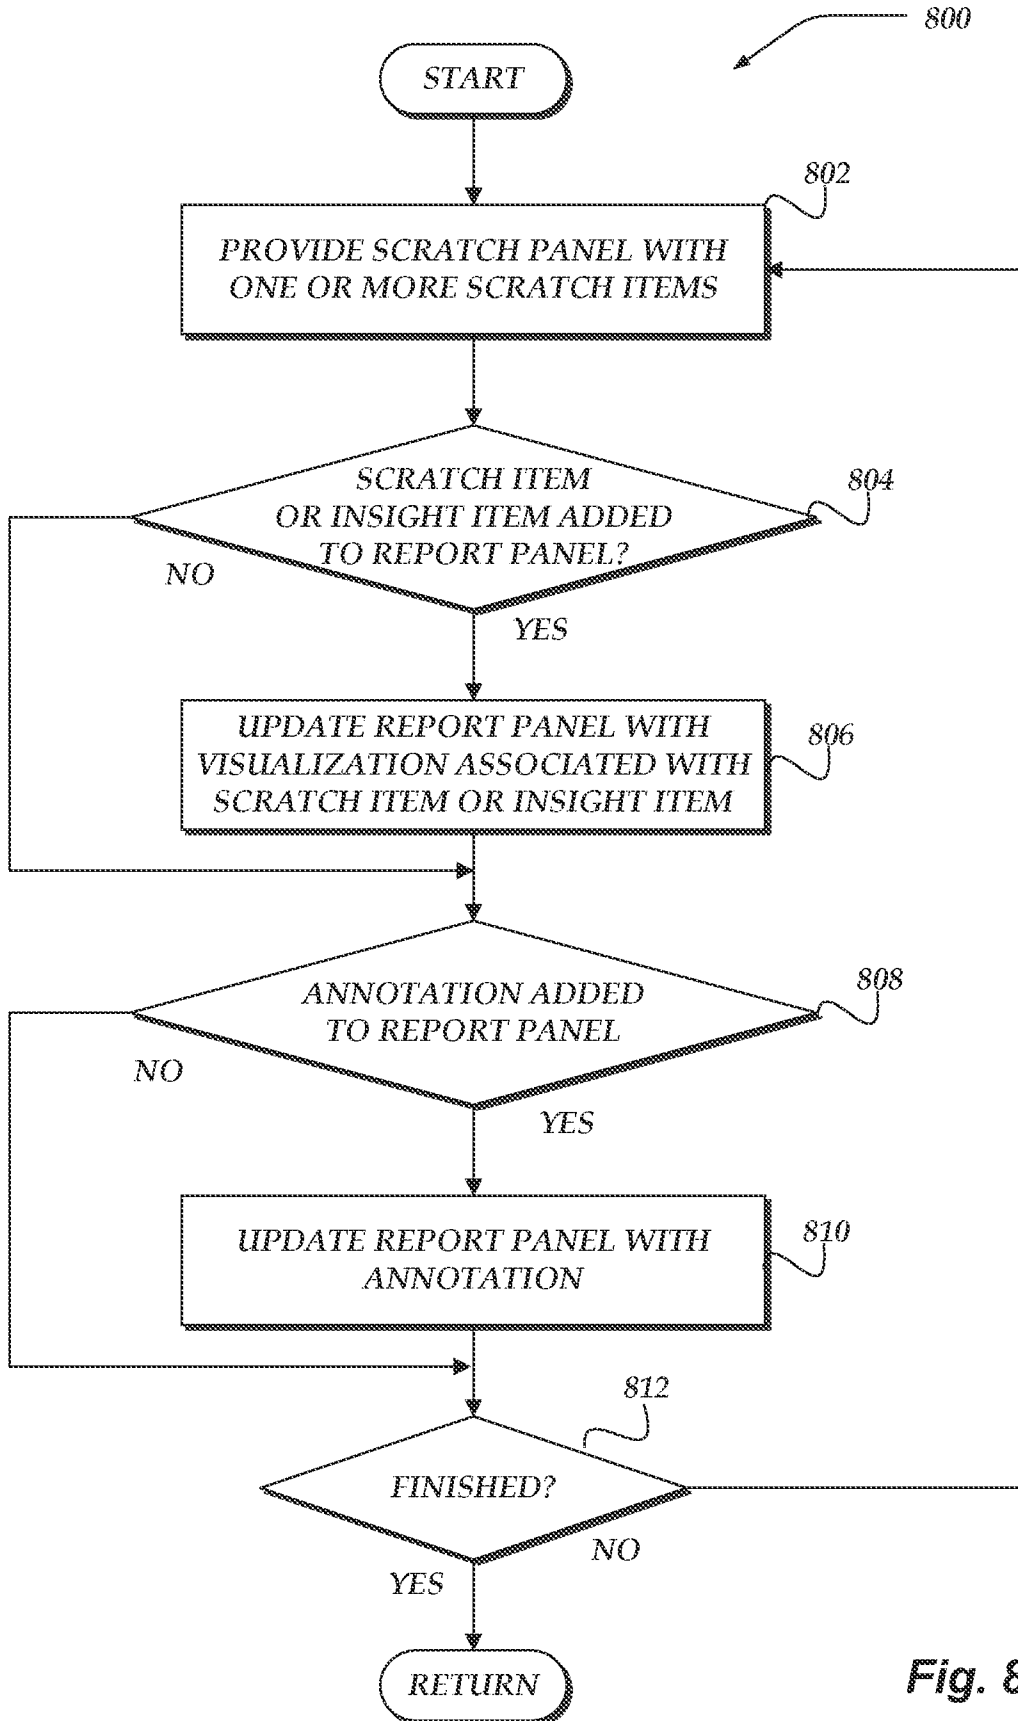 800
START
802
PROVIDE SCRATCH PANEL WITH
ONE OR MORE SCRATCH ITEMS
804
SCRATCH ITEM
OR INSIGHT ITEM ADDED
TO REPORT PANEL?
NO
YES
806
UPDATE REPORT PANEL WITH
VISUALIZATION ASSOCIATED WITH
SCRATCH ITEM OR INSIGHT ITEM
808
ANNOTATION ADDED
TO REPORT PANEL
NO
YES
810
UPDATE REPORT PANEL WITH
ANNOTATION
812
FINISHED?
NO
YES
RETURN
Fig. 8